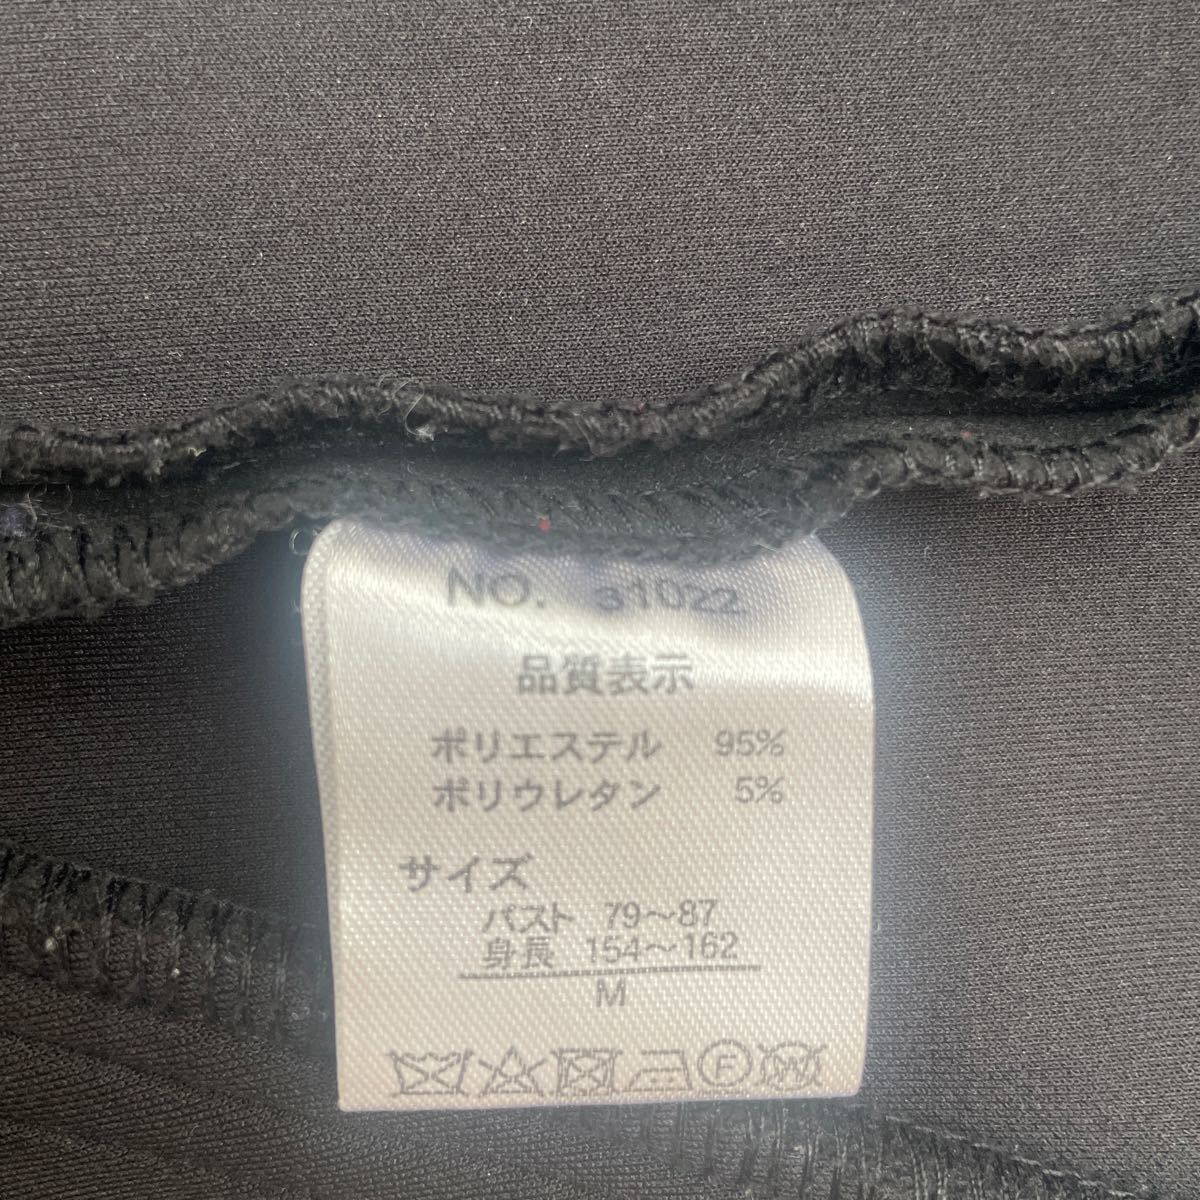 NO. 31022
品質表示
ポリエステル 95%
ポリウレタン 5%
サイズ
バスト 79～87
身長 154～162
M
F W